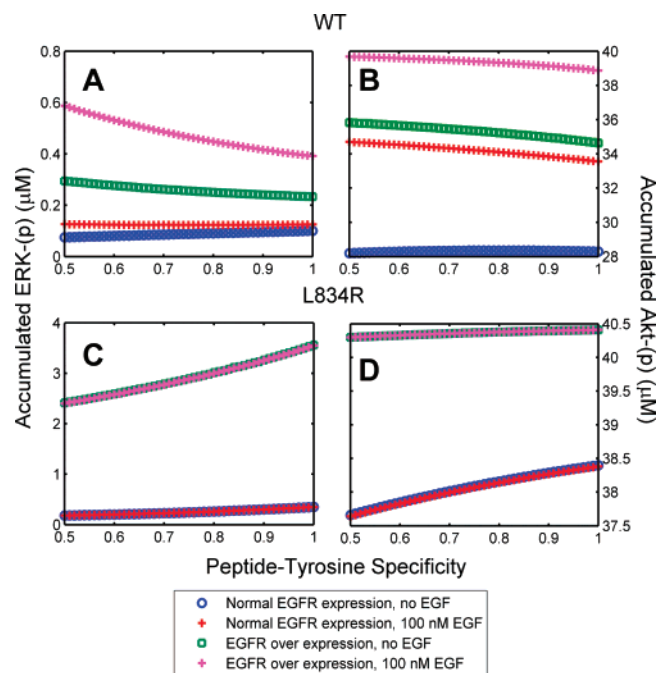 WT
Accumulated ERK-(p) (μM)
A
0.8
0.6
0.4
0.2
0
0.5 0.6 0.7 0.8 0.9 1
B
40
38
36
34
32
30
28
0.5 0.6 0.7 0.8 0.9 1
Accumulated Akt-(p) (μM)
L834R
C
4
3
2
1
0
0.5 0.6 0.7 0.8 0.9 1
D
40.5
40
39.5
39
38.5
38
37.5
0.5 0.6 0.7 0.8 0.9 1
Peptide-Tyrosine Specificity
Normal EGFR expression, no EGF
Normal EGFR expression, 100 nM EGF
EGFR over expression, no EGF
EGFR over expression, 100 nM EGF